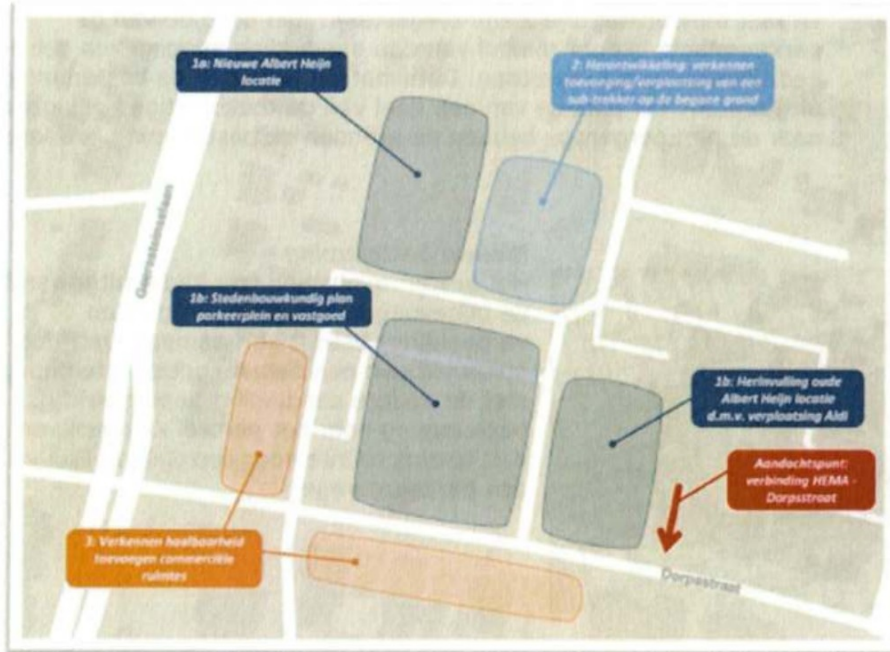 1a: Nieuwe Albert Heijn
locatie
2: Herontwikkeling: verkennen
toevoeging/verplaatsing van een
sub-trekker op de begane grond
1b: Stedenbouwkundig plan
parkeerplein en vastgoed
1b: Herinvulling oude
Albert Heijn locatie
d.m.v. verplaatsing Aldi
Aandachtspunt:
verbinding HEMA -
Dorpsstraat
3: Verkennen haalbaarheid
toevoegen commerciële
ruimtes
Dorpsstraat